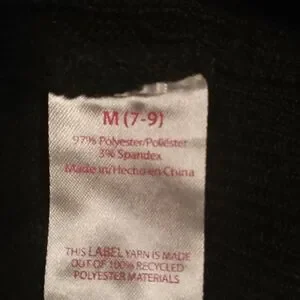 M (7-9)
97% Polyester/Poliéster
3% Spandex
Made in/Hecho en China
THIS LABEL YARN IS MADE
OUT OF 100% RECYCLED
POLYESTER MATERIALS